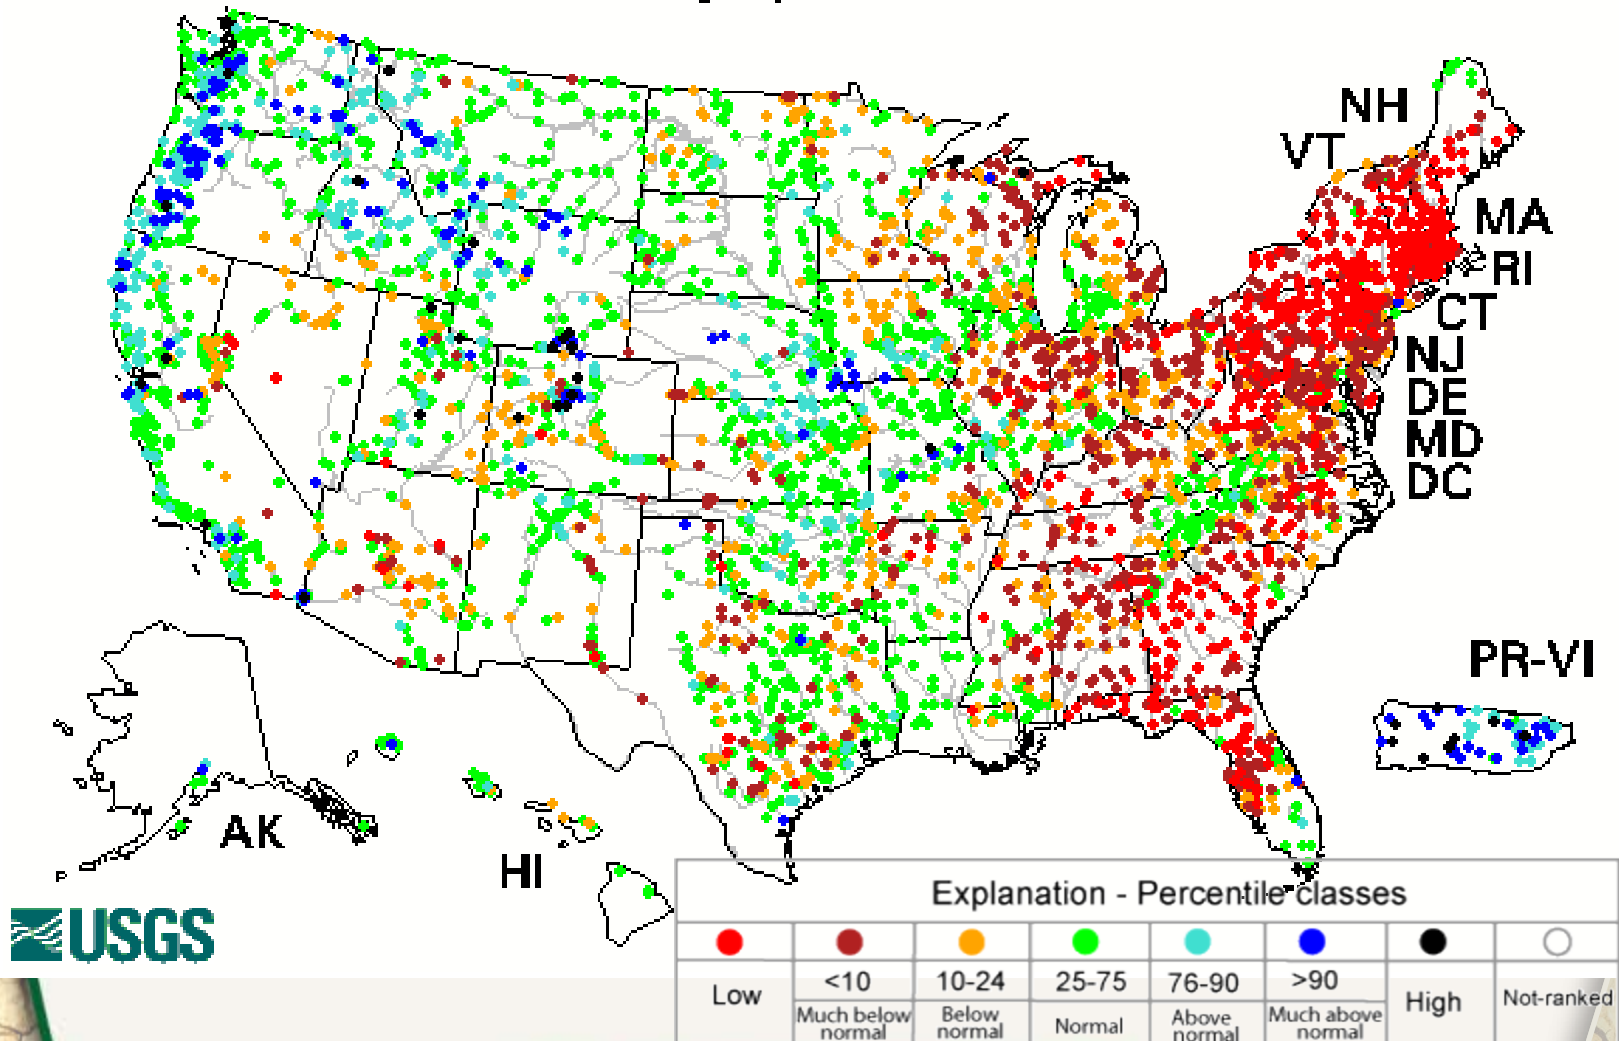 NH
VT
MA
RI
CT
NJ
DE
MD
DC
PR-VI
AK
HI
USGS
Explanation - Percentile classes
<10 10-24 25-75 76-90 >90
Low High Not-ranked
Much below normal Below normal Normal Above normal Much above normal